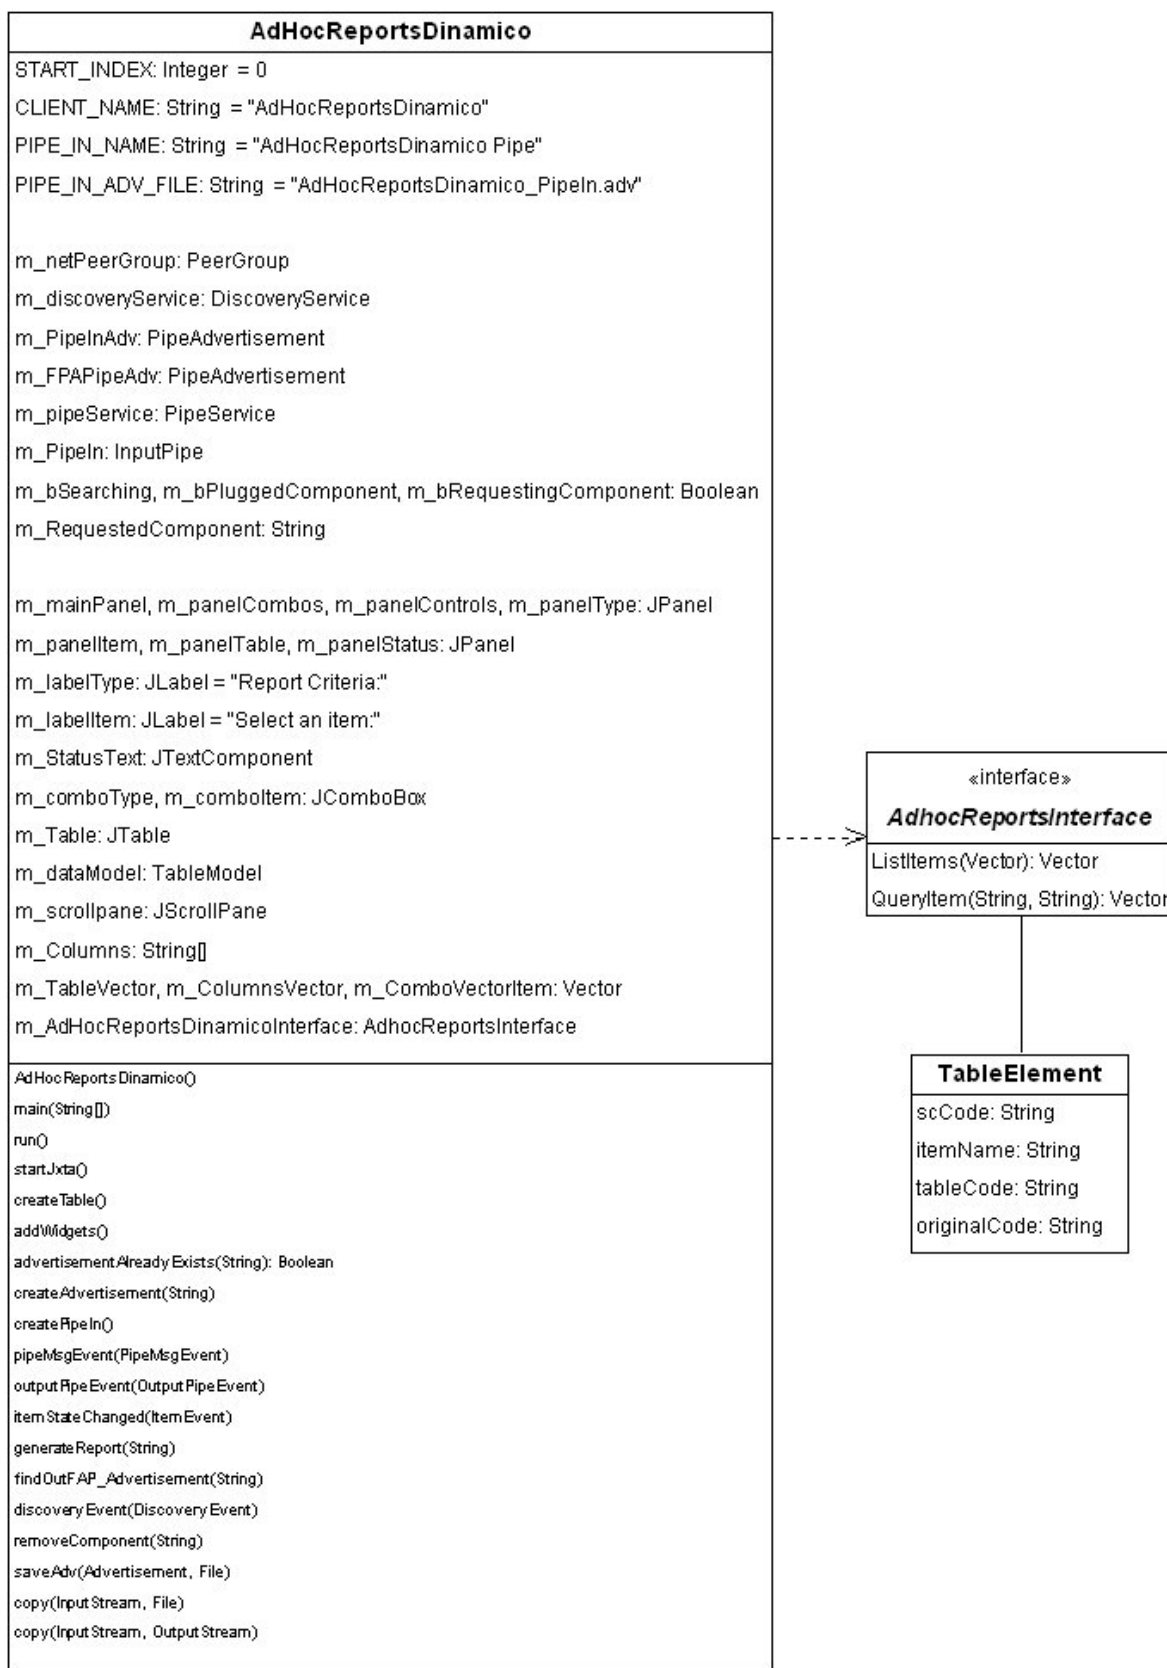 AdHocReportsDinamico
START_INDEX: Integer = 0
CLIENT_NAME: String = "AdHocReportsDinamico"
PIPE_IN_NAME: String = "AdHocReportsDinamico Pipe"
PIPE_IN_ADV_FILE: String = "AdHocReportsDinamico_PipeIn.adv"
m_netPeerGroup: PeerGroup
m_discoveryService: DiscoveryService
m_PipeInAdv: PipeAdvertisement
m_FPAPipeAdv: PipeAdvertisement
m_pipeService: PipeService
m_PipeIn: InputPipe
m_bSearching, m_bPluggedComponent, m_bRequestingComponent: Boolean
m_RequestedComponent: String
m_mainPanel, m_panelCombos, m_panelControls, m_panelType: JPanel
m_panelItem, m_panelTable, m_panelStatus: JPanel
m_labelType: JLabel = "Report Criteria:"
m_labelItem: JLabel = "Select an item:"
m_StatusText: JTextComponent
m_comboType, m_comboItem: JComboBox
m_Table: JTable
m_dataModel: TableModel
m_scrollpane: JScrollPane
m_Columns: String[]
m_TableVector, m_ColumnsVector, m_ComboVectorItem: Vector
m_AdHocReportsDinamicoInterface: AdhocReportsInterface
AdHocReportsDinamico()
main(String[])
run()
startJxta()
createTable()
addWidgets()
advertisementAlreadyExists(String): Boolean
createAdvertisement(String)
createPipeIn()
pipeMsgEvent(PipeMsgEvent)
outputPipeEvent(OutputPipeEvent)
itemStateChanged(ItemEvent)
generateReport(String)
findOutFAP_Advertisement(String)
discoveryEvent(DiscoveryEvent)
removeComponent(String)
saveAdv(Advertisement, File)
copy(InputStream, File)
copy(InputStream, OutputStream)
«interface»
AdhocReportsInterface
ListItems(Vector): Vector
QueryItem(String, String): Vector
TableElement
scCode: String
itemName: String
tableCode: String
originalCode: String